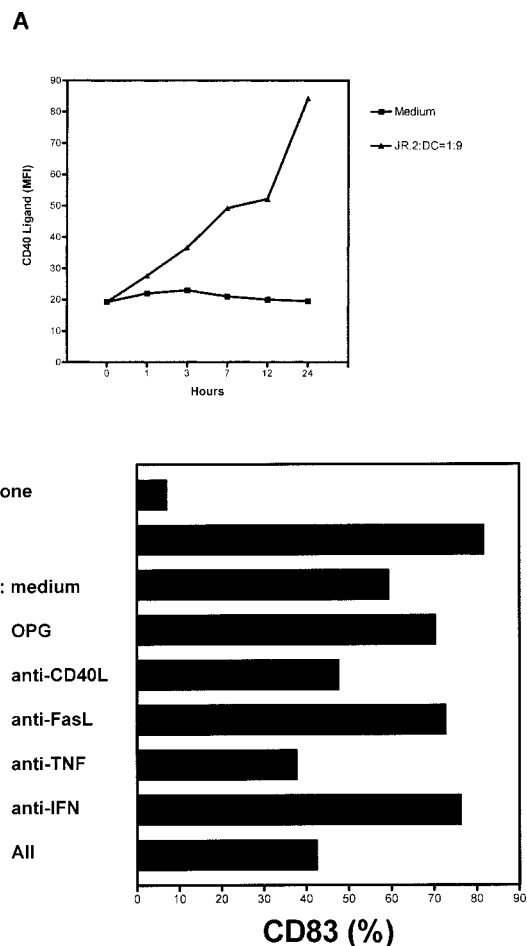 A
90
80
70
60
50
40
30
20
10
0
CD40 Ligand (MFI)
0 1 3 7 12 24
Hours
Medium
JR.2:DC=1:9
one
: medium
OPG
anti-CD40L
anti-FasL
anti-TNF
anti-IFN
All
0 10 20 30 40 50 60 70 80 90
CD83 (%)